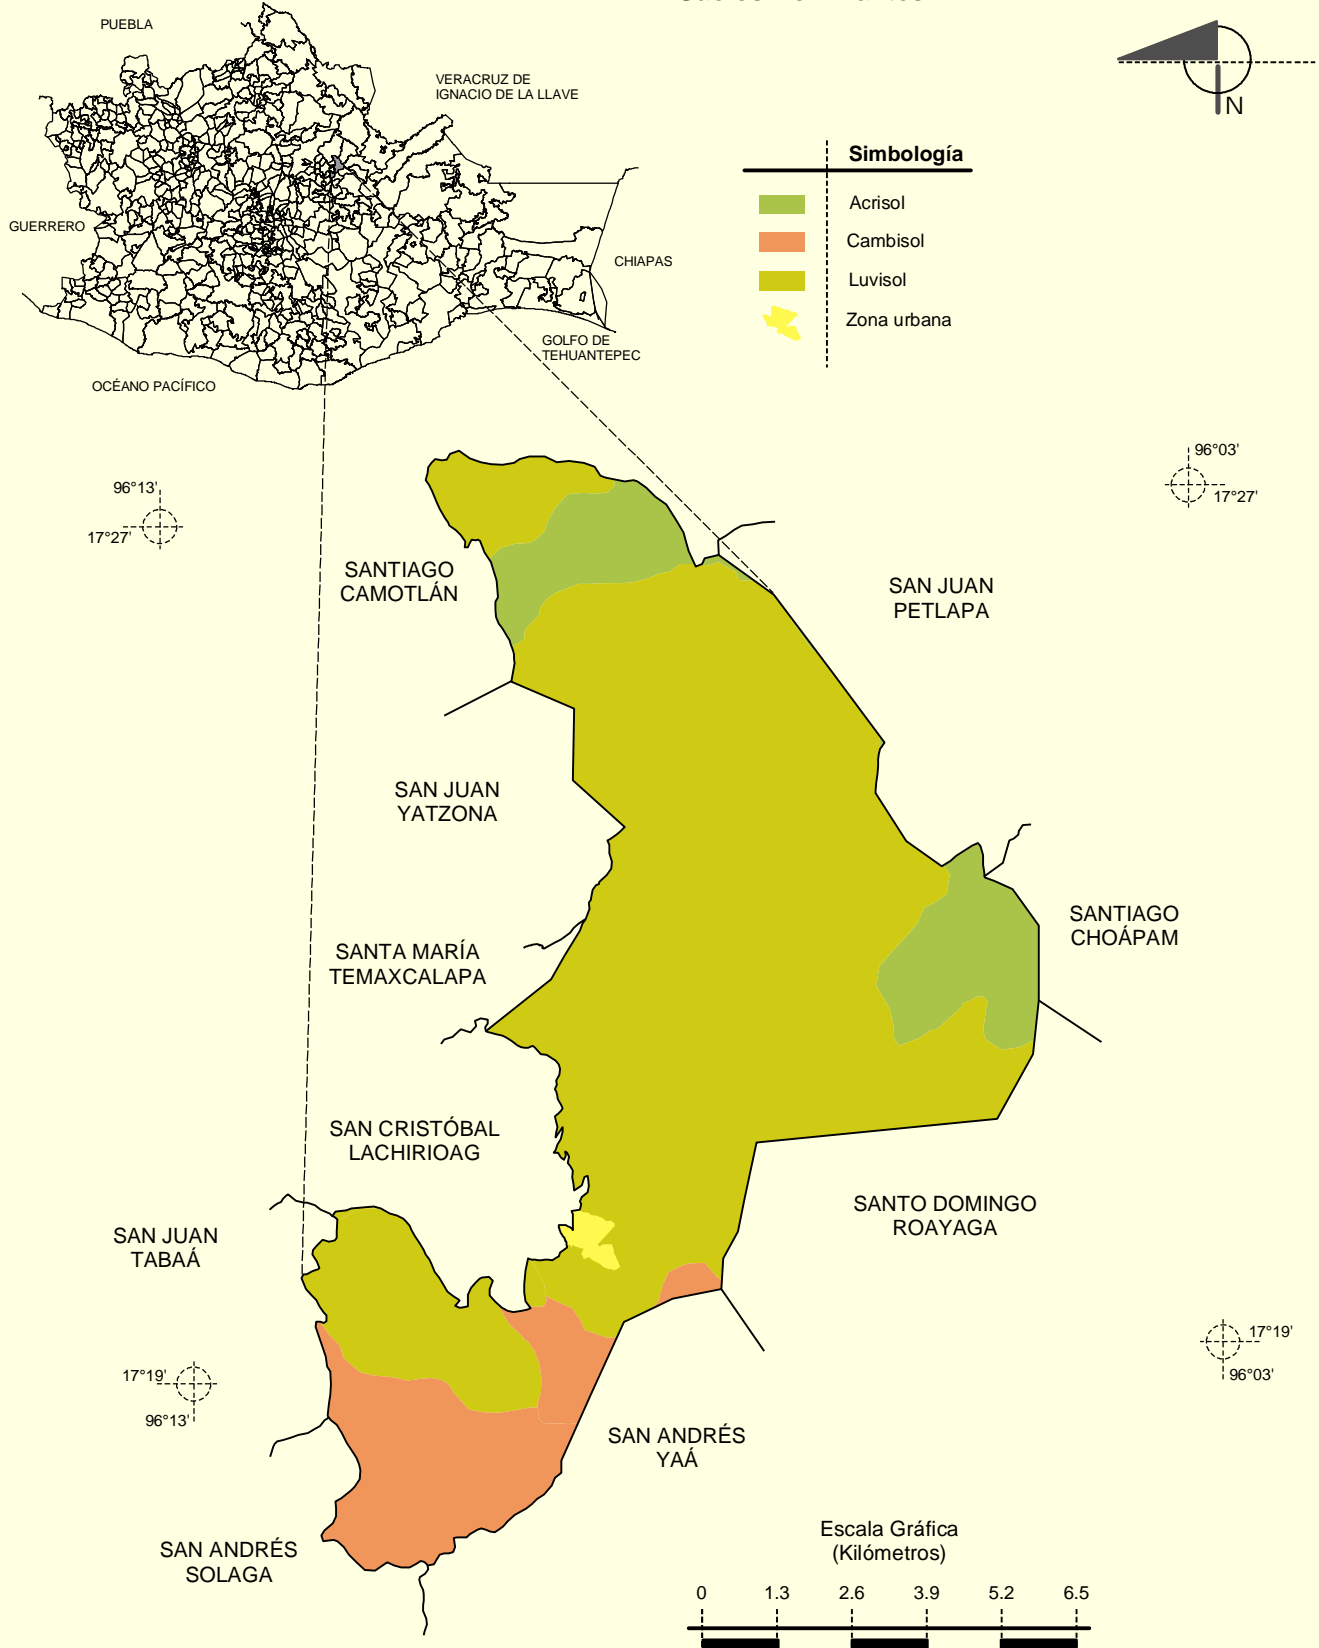 PUEBLA
VERACRUZ DE
IGNACIO DE LA LLAVE
GUERRERO
CHIAPAS
GOLFO DE
TEHUANTEPEC
OCÉANO PACÍFICO
N
Simbología
Acrisol
Cambisol
Luvisol
Zona urbana
96°13'
17°27'
96°03'
17°27'
SANTIAGO
CAMOTLÁN
SAN JUAN
PETLAPA
SAN JUAN
YATZONA
SANTIAGO
CHOÁPAM
SANTA MARÍA
TEMAXCALAPA
SAN CRISTÓBAL
LACHIRIOAG
SANTO DOMINGO
ROAYAGA
SAN JUAN
TABAÁ
17°19'
96°13'
17°19'
96°03'
SAN ANDRÉS
YAÁ
SAN ANDRÉS
SOLAGA
Escala Gráfica
(Kilómetros)
0 1.3 2.6 3.9 5.2 6.5